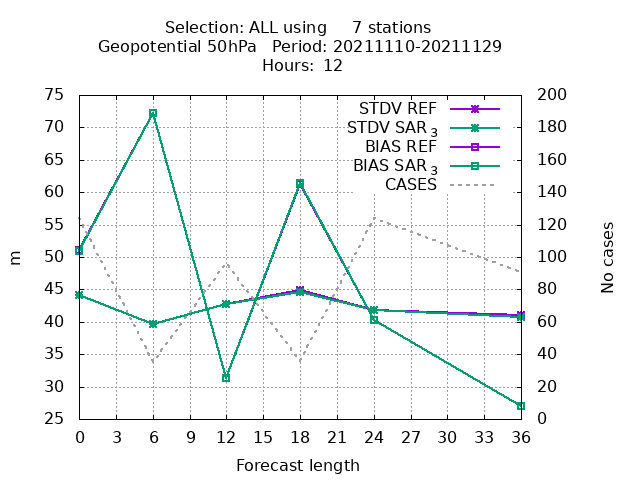 Selection: ALL using     7 stations
Geopotential 50hPa   Period: 20211110-20211129
Hours: 12
75
70
65
60
55
50
45
40
35
30
25
m
STDV REF
STDV SAR 3
BIAS REF
BIAS SAR 3
CASES
200
180
160
140
120
100
80
60
40
20
0
No cases
0 3 6 9 12 15 18 21 24 27 30 33 36
Forecast length